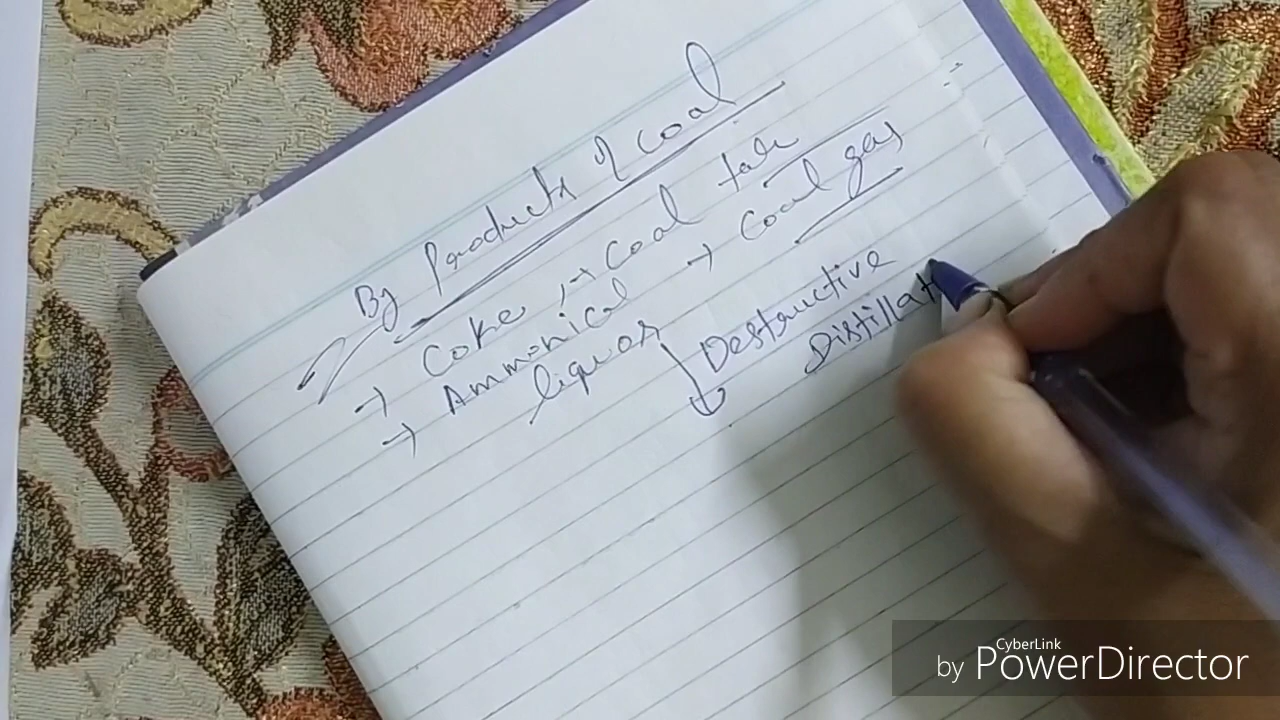 By Products of Coal
→ Coke, → Coal tar
→ Ammonical → Coal gas
liquor
Destructive
Distillat
CyberLink
by PowerDirector